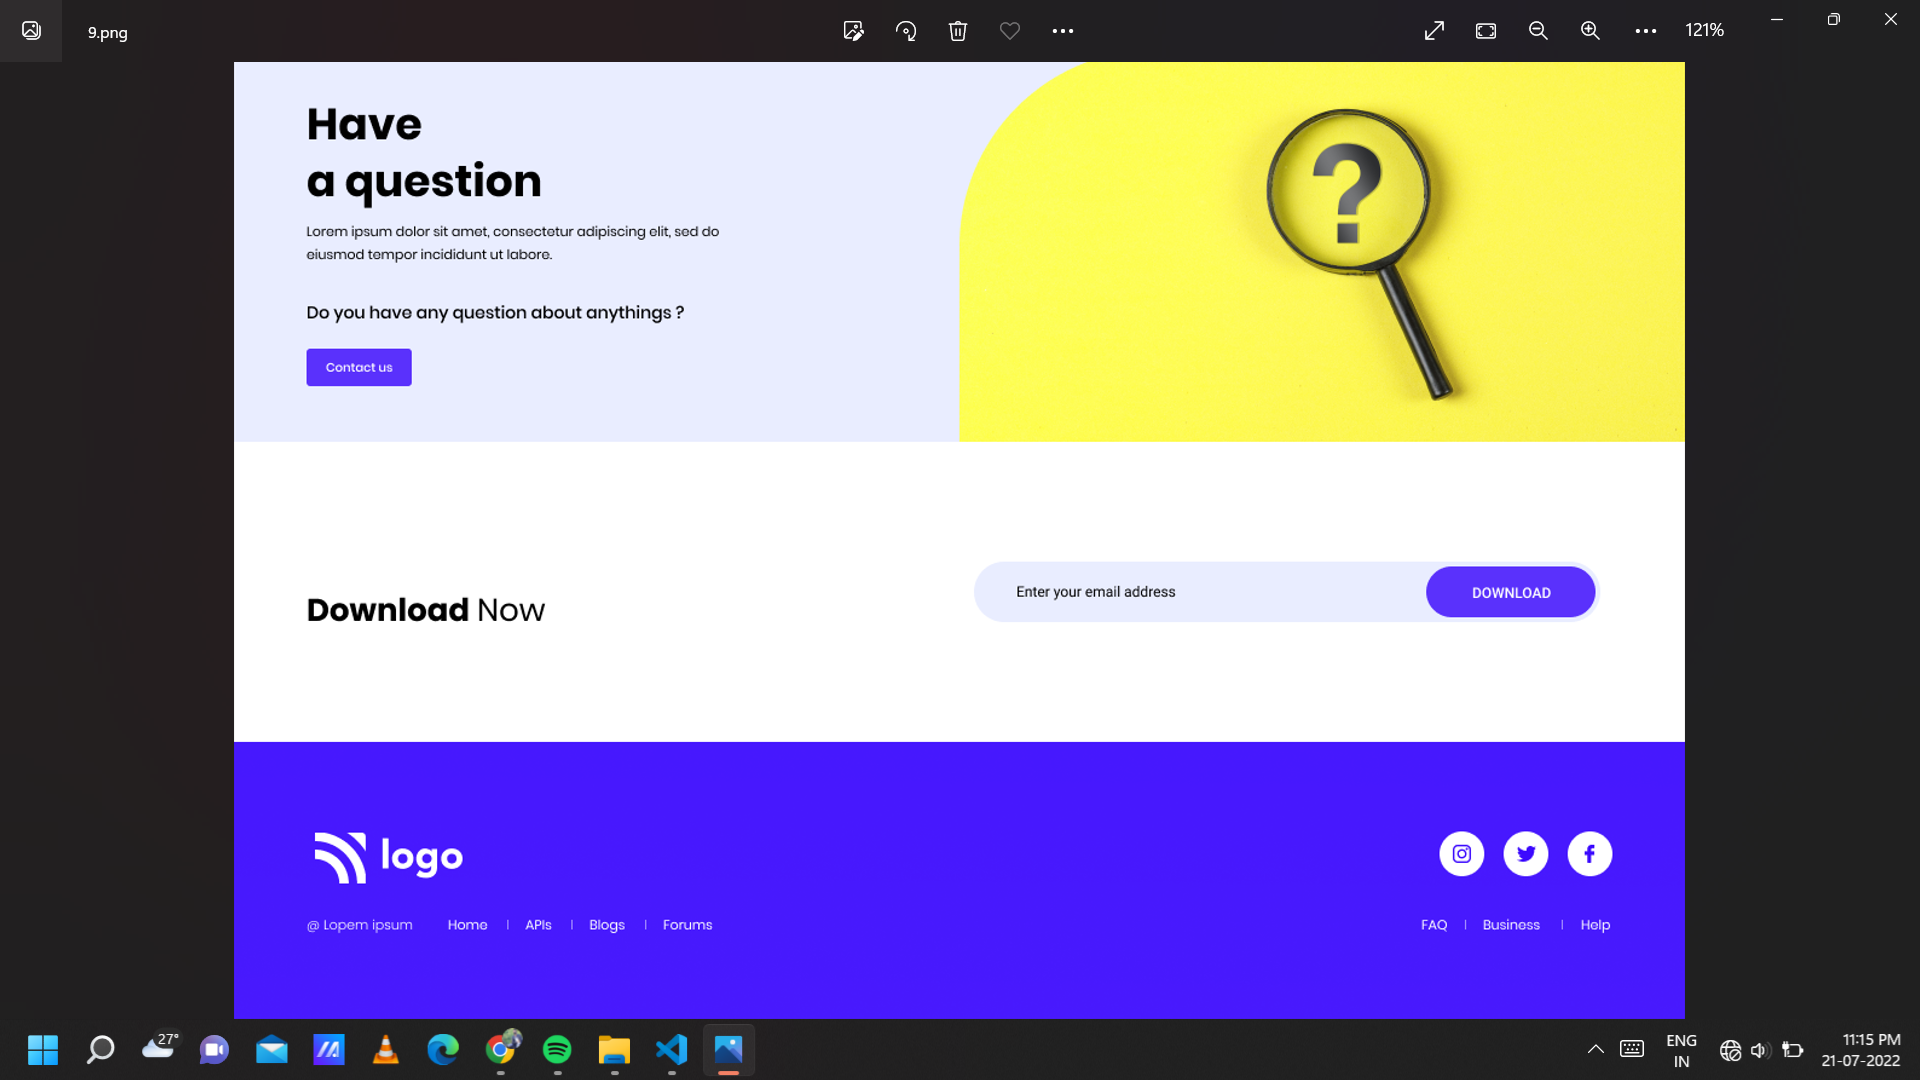 9.png
121%
Have
a question
Lorem ipsum dolor sit amet, consectetur adipiscing elit, sed do
eiusmod tempor incididunt ut labore.
Do you have any question about anythings ?
Contact us
?
Download Now
Enter your email address
DOWNLOAD
logo
@ Lopem ipsum
Home | APIs | Blogs | Forums
FAQ | Business | Help
27°
ENG
IN
11:15 PM
21-07-2022